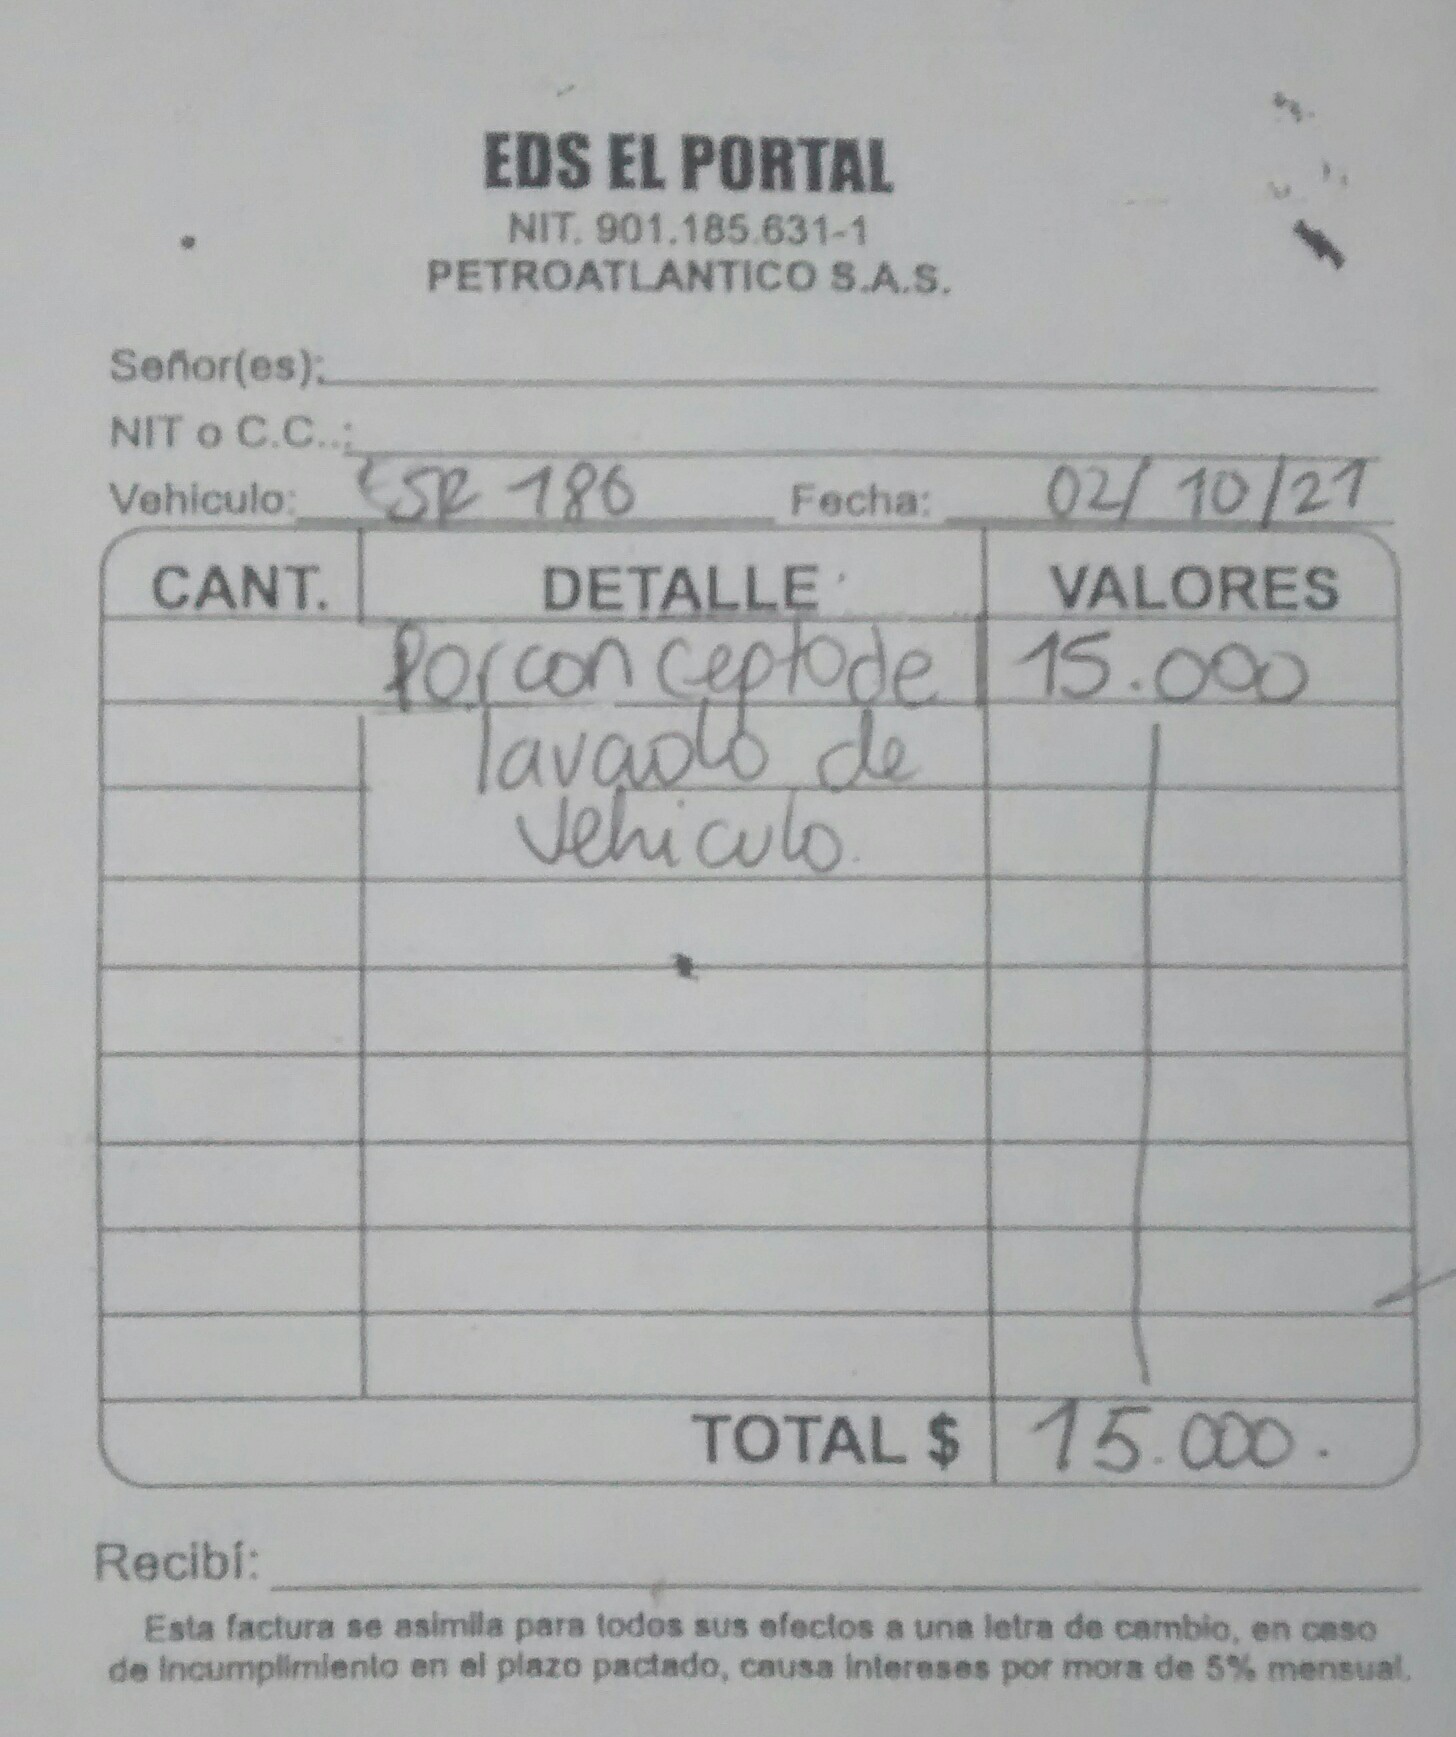 EDS EL PORTAL
NIT. 901.185.631-1
PETROATLANTICO S.A.S.
Señor(es):
NIT o C.C..:
Vehiculo: ESR 186 Fecha: 02/10/21
CANT. DETALLE VALORES
Por concepto de 15.000
lavado de
vehiculo.
TOTAL $ 15.000.
Recibí:
Esta factura se asimila para todos sus efectos a una letra de cambio, en caso
de incumplimiento en el plazo pactado, causa intereses por mora de 5% mensual.